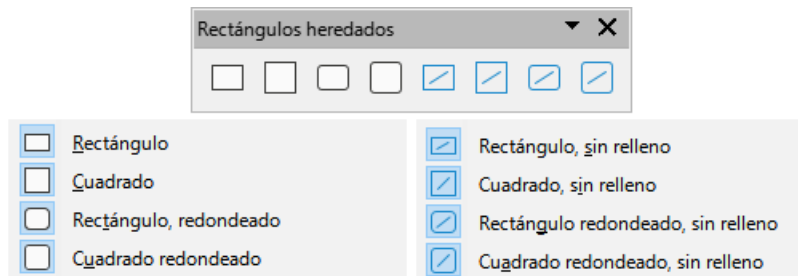 Rectángulos heredados
Rectángulo
Cuadrado
Rectángulo, redondeado
Cuadrado redondeado
Rectángulo, sin relleno
Cuadrado, sin relleno
Rectángulo redondeado, sin relleno
Cuadrado redondeado, sin relleno